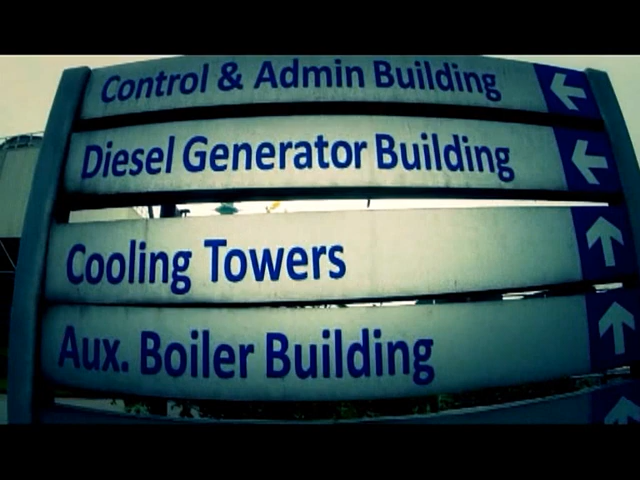 Control & Admin Building
Diesel Generator Building
Cooling Towers
Aux. Boiler Building